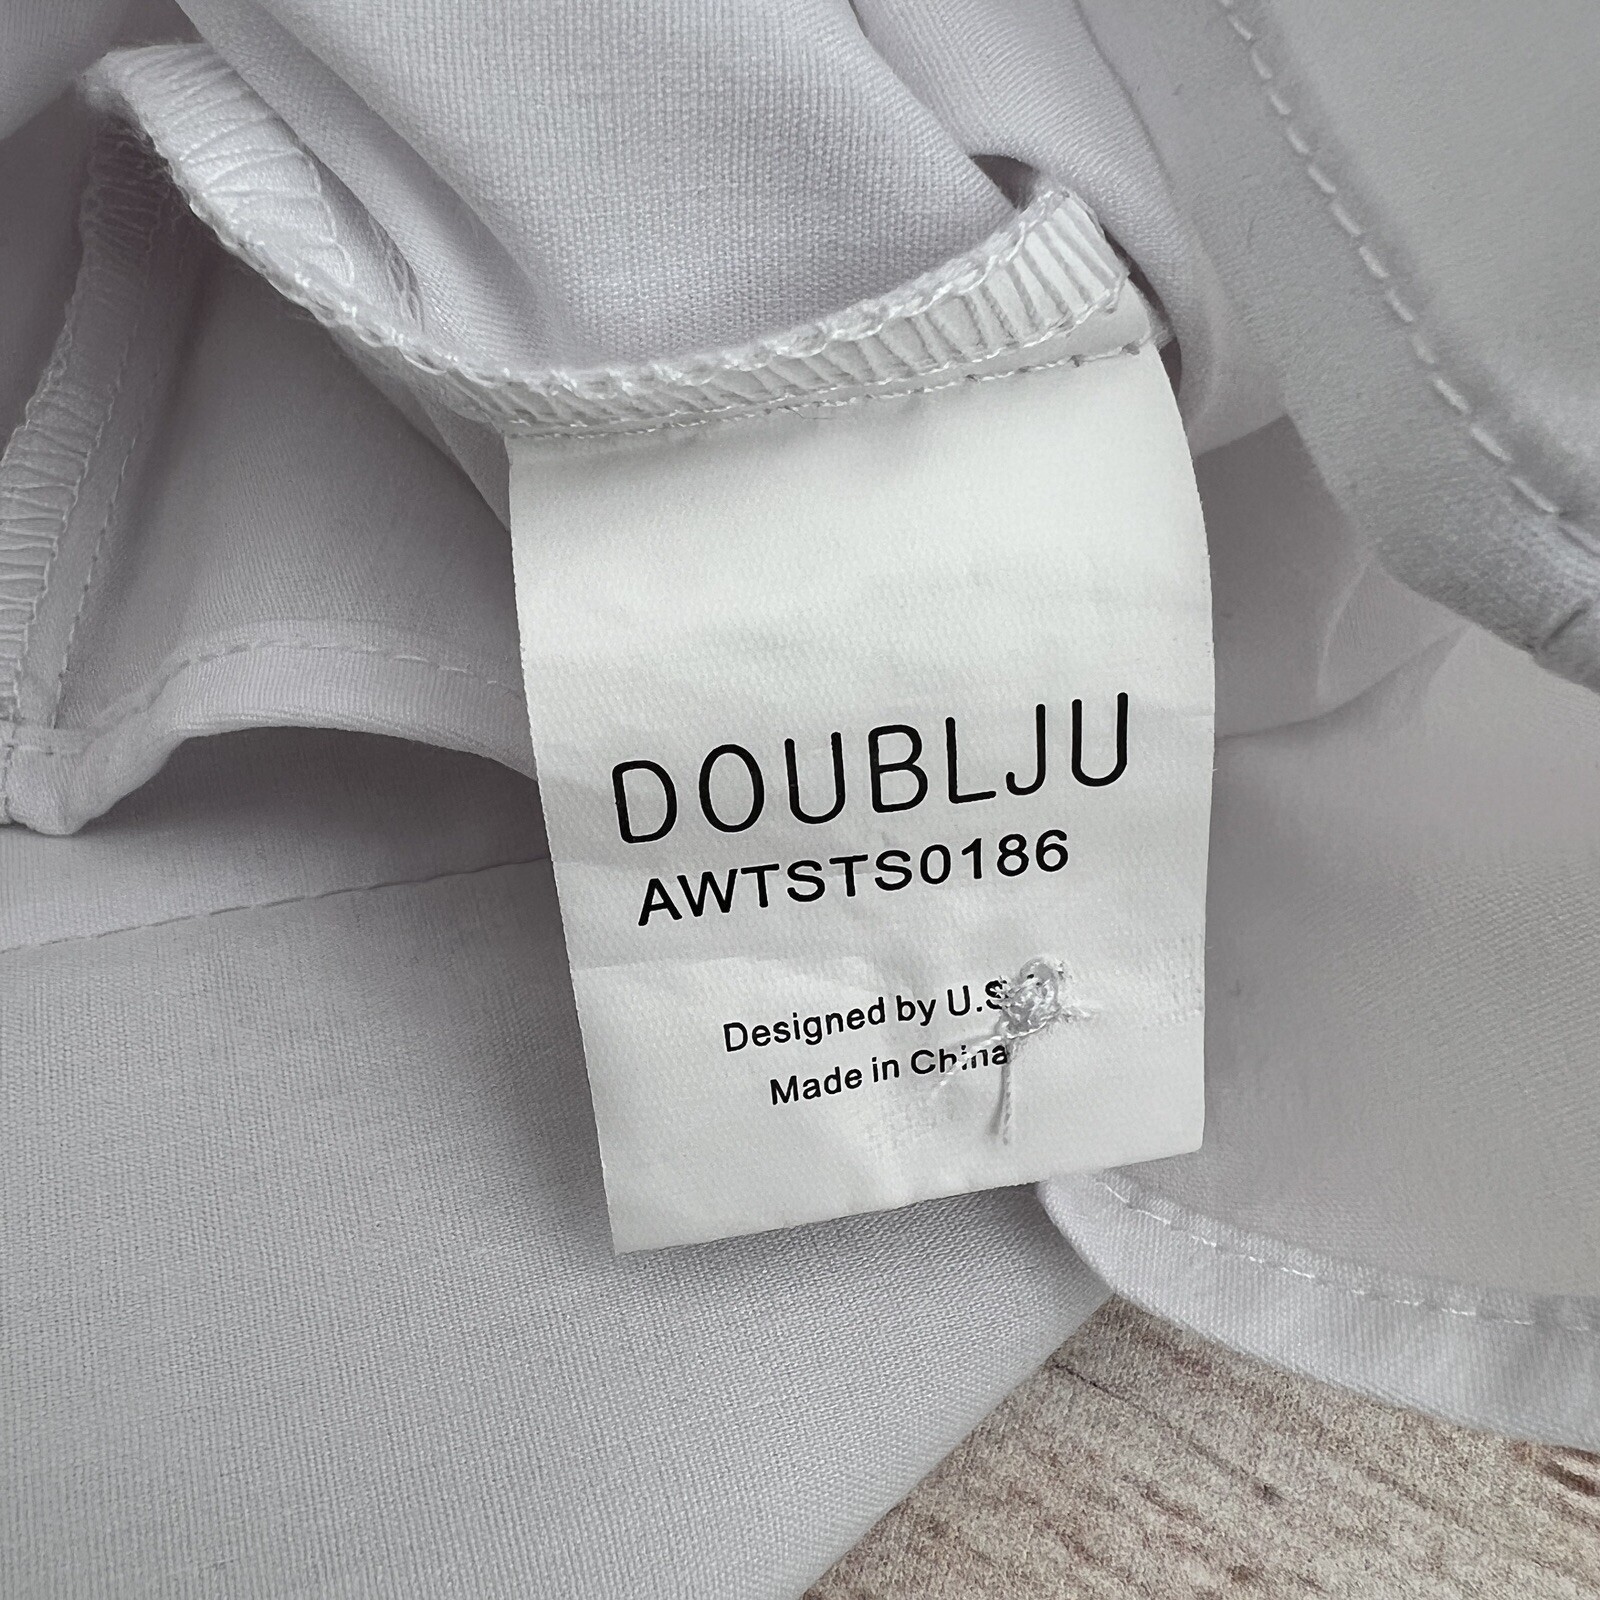 DOUBLJU
AWTSTS0186
Designed by U.S
Made in China